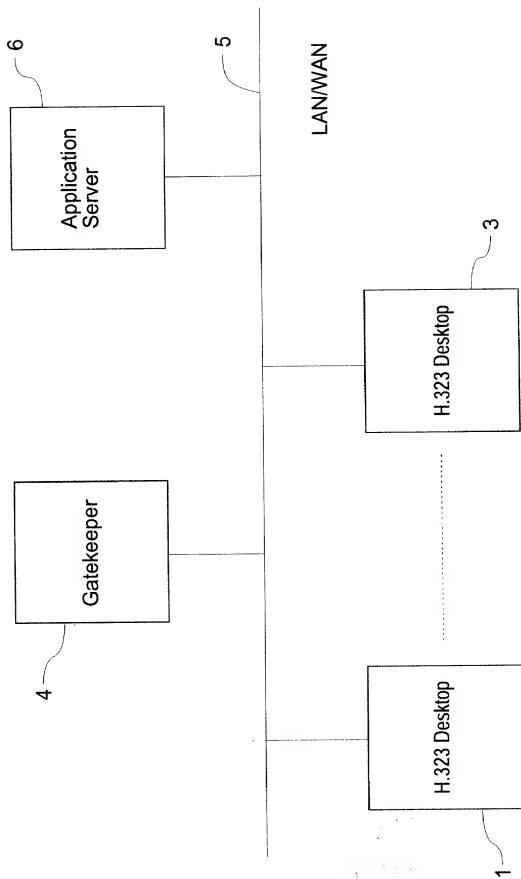 6
4
Gatekeeper
Application
Server
5
LAN/WAN
H.323 Desktop
H.323 Desktop
3
1